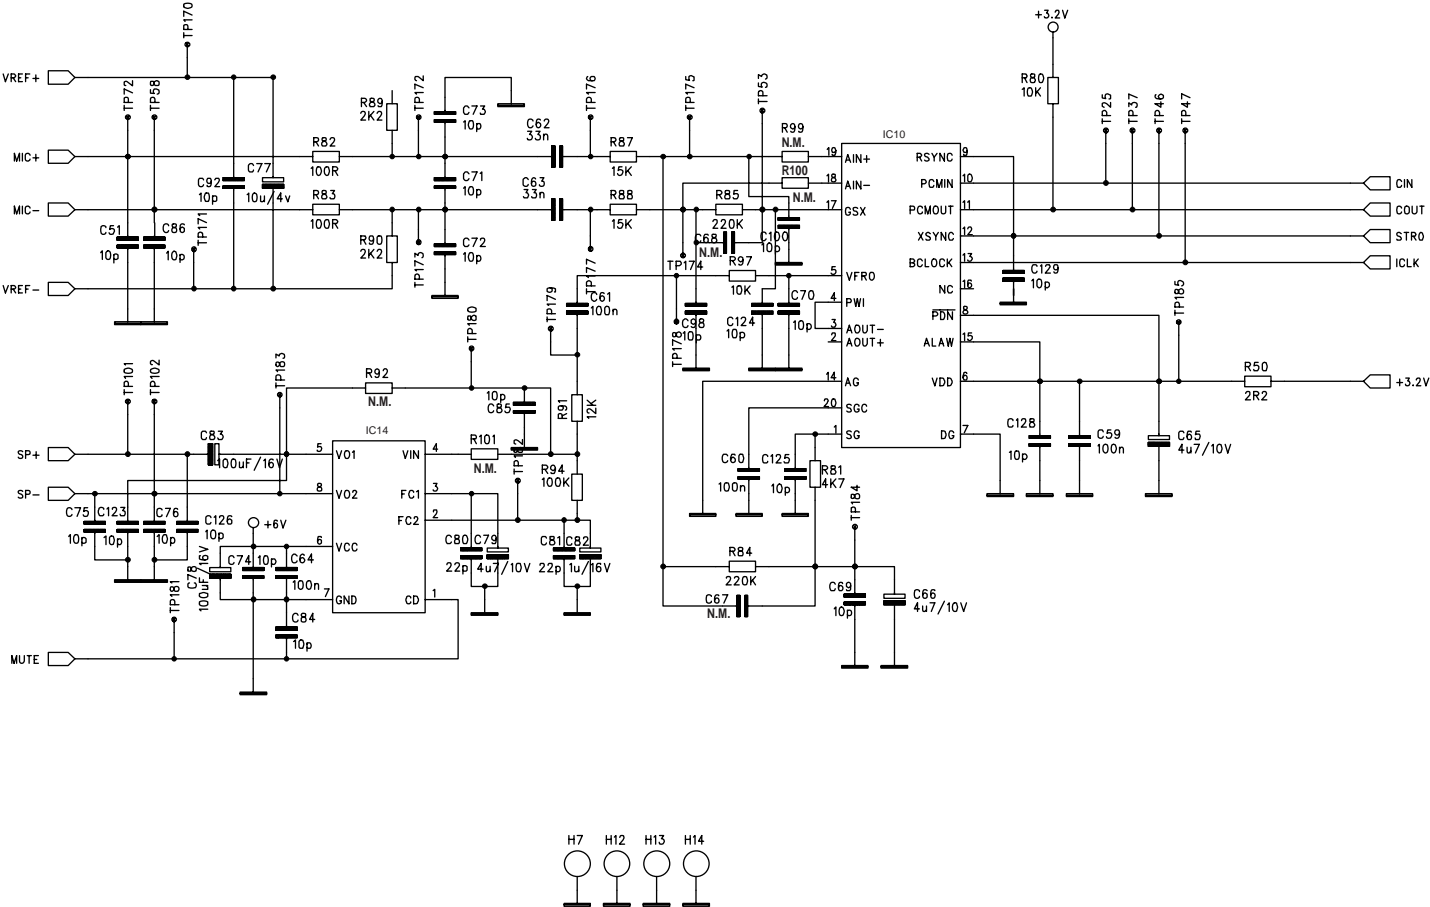 TP170
+3.2V
VREF+
TP72
TP58
R89
2K2
TP172
C73
10p
TP176
TP175
TP53
R80
10K
TP25
TP37
TP46
TP47
C62
33n
R99
N.M.
IC10
MIC+
R82
100R
R87
15K
19 AIN+
RSYNC 9
C92
10p
C77
10u/4v
C71
10p
C63
33n
R100
N.M.
18 AIN-
PCMIN 10
CIN
MIC-
R83
100R
R88
15K
R85
220K
17 GSX
PCMOUT 11
COUT
C51
10p
C86
10p
TP171
R90
2K2
TP173
C72
10p
TP177
C68
N.M.
C100
10p
XSYNC 12
STRO
TP174
R97
10K
BCLOCK 13
ICLK
VREF-
5 VFRO
C129
10p
TP179
C61
100n
4 PWI
NC 16
TP185
TP180
TP178
C98
10p
C124
10p
C70
10p
3 AOUT-
2 AOUT+
PDN 8
ALAW 15
TP101
TP102
TP183
R92
N.M.
10p
C85
R91
12K
14 AG
VDD 6
R50
2R2
+3.2V
20 SGC
IC14
C83
100uF/16V
SP+
5 VO1
VIN 4
R101
N.M.
TP182
1 SG
DG 7
C128
10p
C59
100n
C65
4u7/10V
C60
100n
C125
10p
R81
4K7
R94
100K
SP-
8 VO2
FC1 3
TP184
C75
10p
C123
10p
C76
10p
C126
10p
+6V
FC2 2
6 VCC
C78
100uF/16V
C74
10p
C64
100n
C80
22p
C79
4u7/10V
C81
22p
C82
1u/16V
R84
220K
TP181
7 GND
CD 1
C67
N.M.
C69
10p
C66
4u7/10V
C84
10p
MUTE
H7
H12
H13
H14